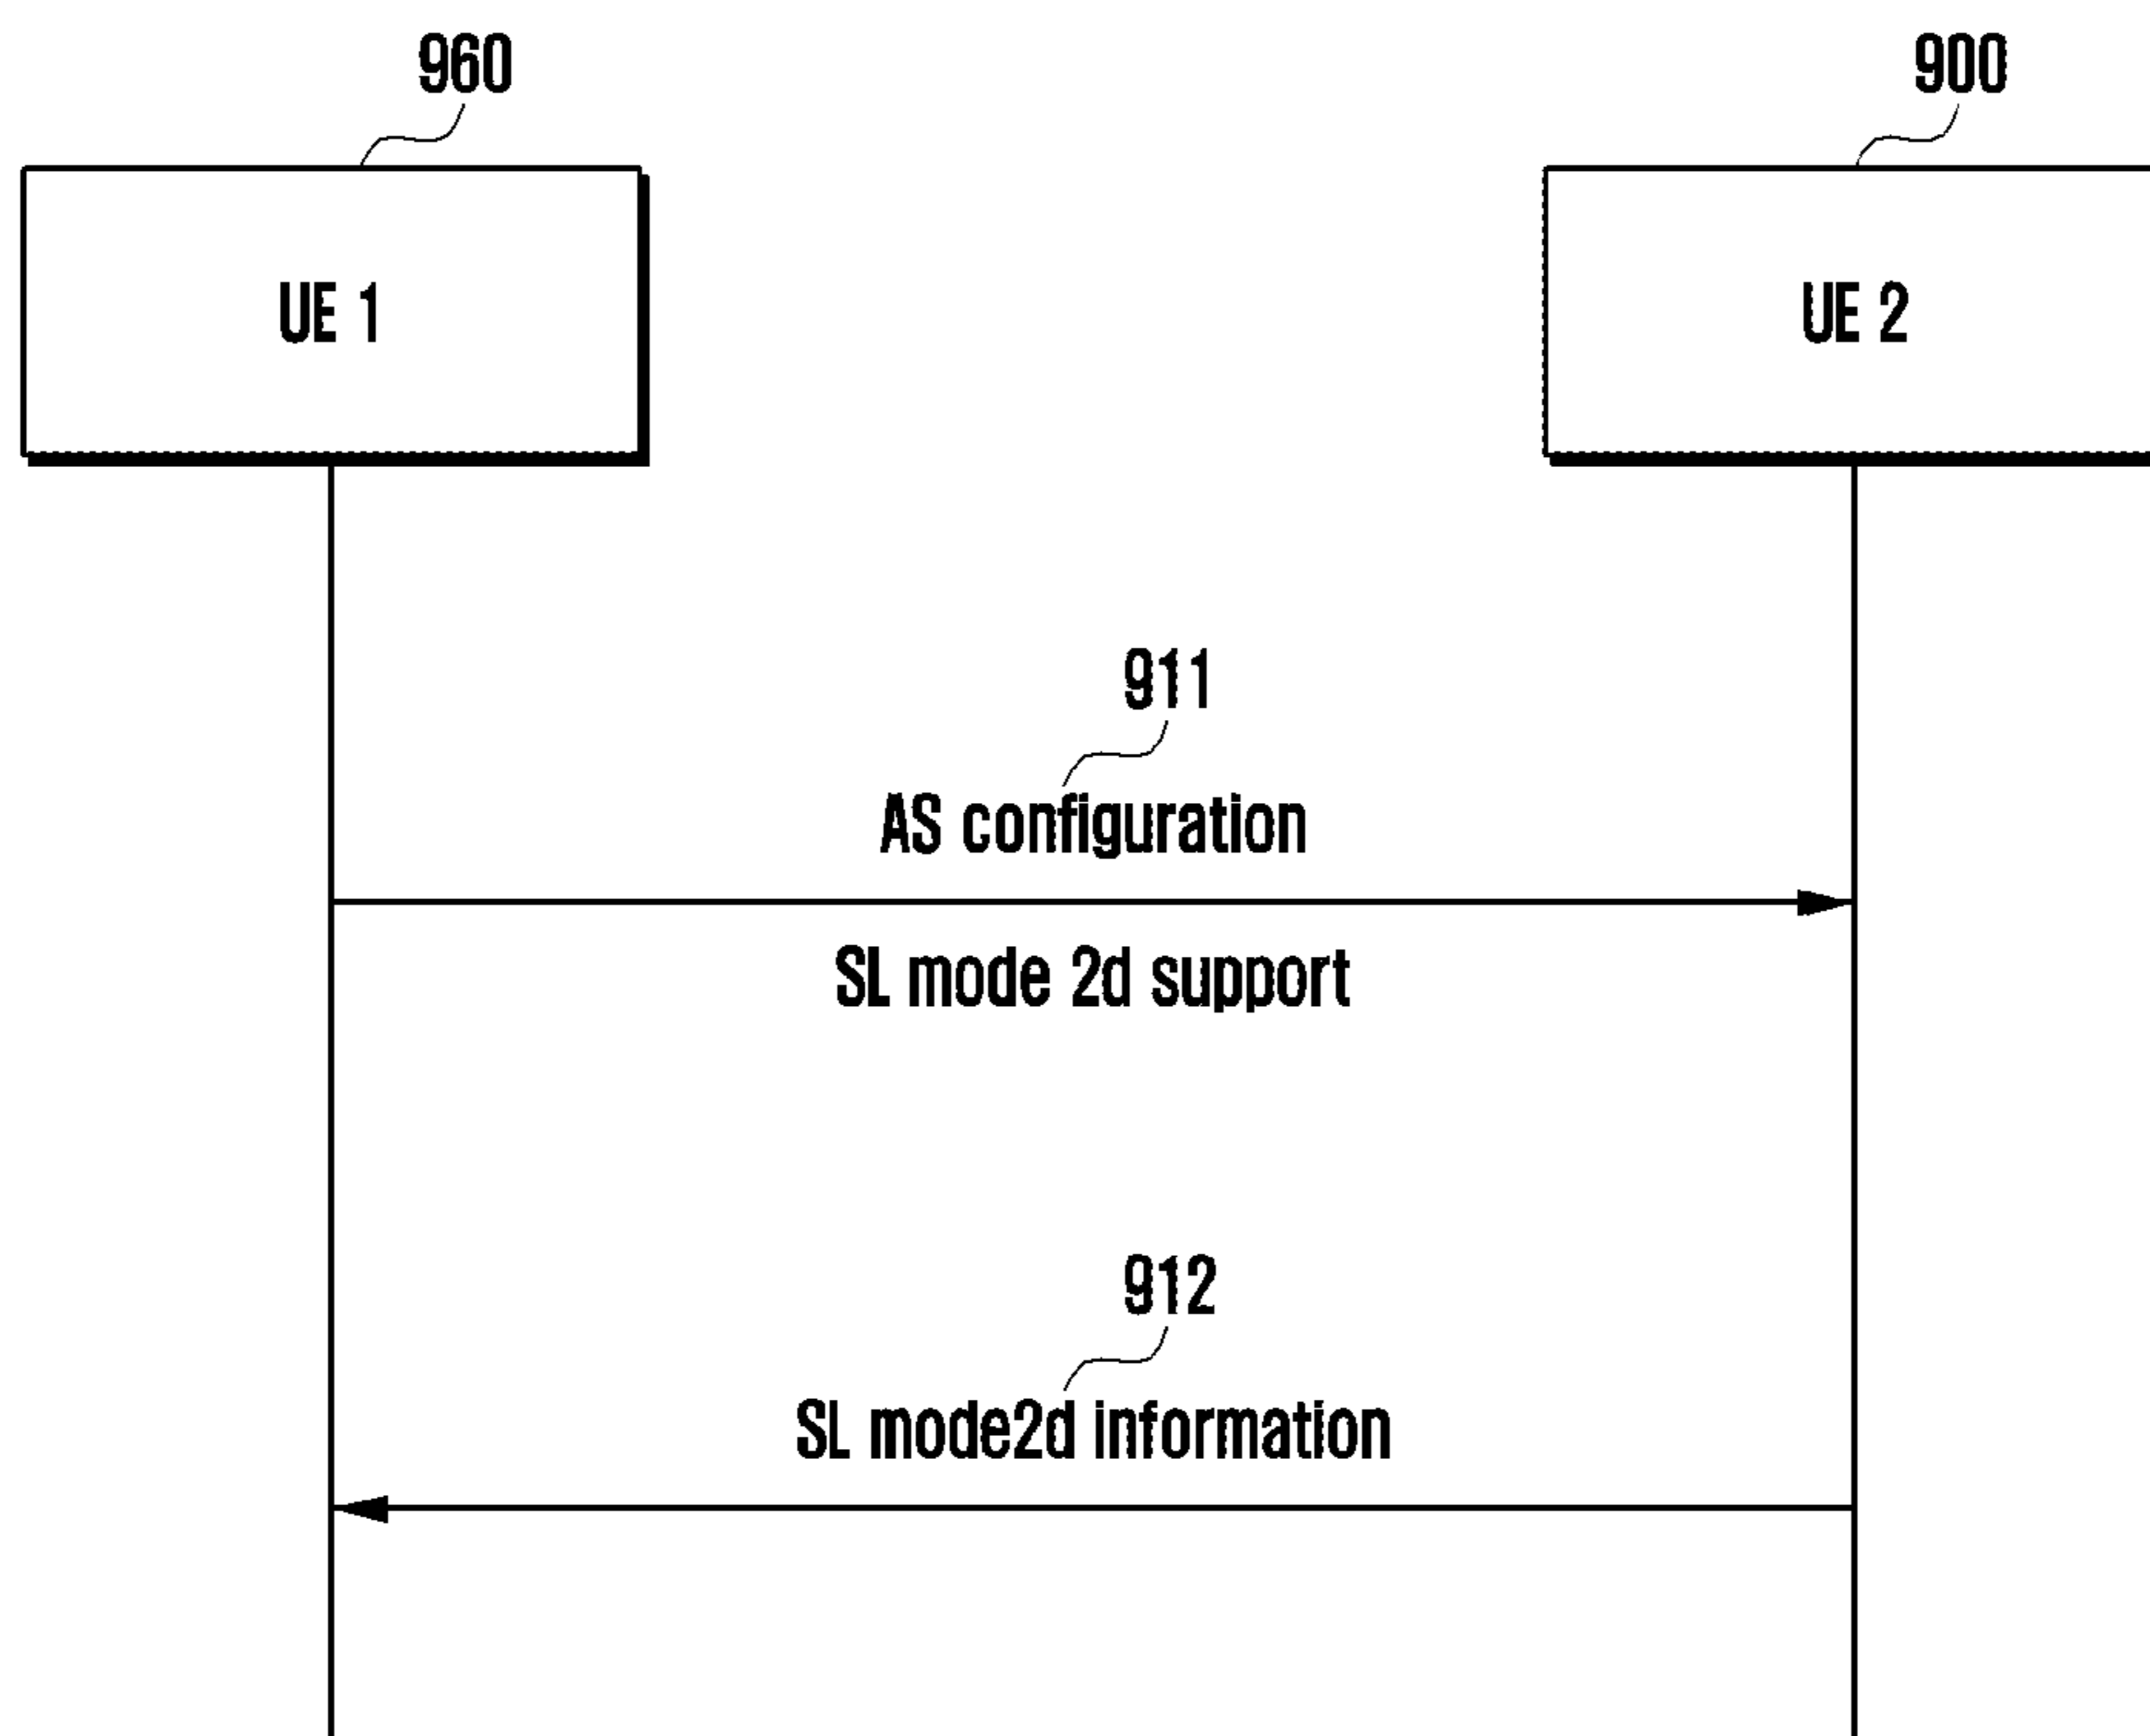 960
900
UE 1
UE 2
911
AS configuration
SL mode 2d support
912
SL mode2d information